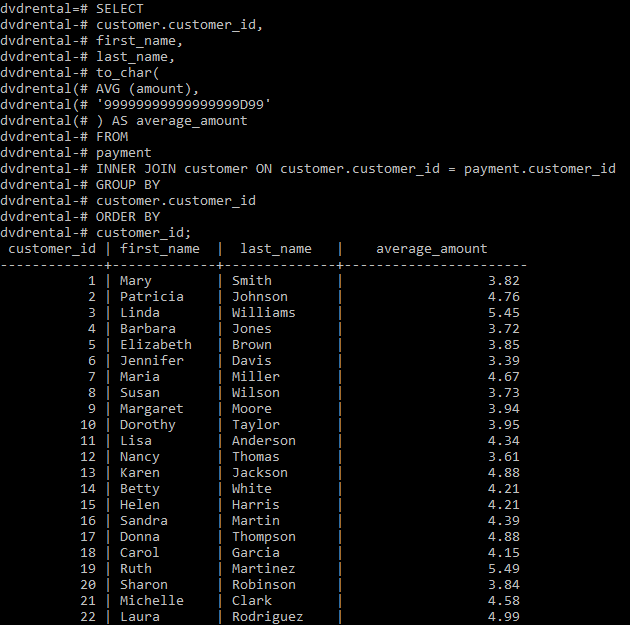 dvdrental=# SELECT
dvdrental-# customer.customer_id,
dvdrental-# first_name,
dvdrental-# last_name,
dvdrental-# to_char(
dvdrental(# AVG (amount),
dvdrental(# '99999999999999999D99'
dvdrental(# ) AS average_amount
dvdrental-# FROM
dvdrental-# payment
dvdrental-# INNER JOIN customer ON customer.customer_id = payment.customer_id
dvdrental-# GROUP BY
dvdrental-# customer.customer_id
dvdrental-# ORDER BY
dvdrental-# customer_id;
 customer_id | first_name  |  last_name   |    average_amount
-------------+-------------+--------------+-----------------------
           1 | Mary        | Smith        |                  3.82
           2 | Patricia    | Johnson      |                  4.76
           3 | Linda       | Williams     |                  5.45
           4 | Barbara     | Jones        |                  3.72
           5 | Elizabeth   | Brown        |                  3.85
           6 | Jennifer    | Davis        |                  3.39
           7 | Maria       | Miller       |                  4.67
           8 | Susan       | Wilson       |                  3.73
           9 | Margaret    | Moore        |                  3.94
          10 | Dorothy     | Taylor       |                  3.95
          11 | Lisa        | Anderson     |                  4.34
          12 | Nancy       | Thomas       |                  3.61
          13 | Karen       | Jackson      |                  4.88
          14 | Betty       | White        |                  4.21
          15 | Helen       | Harris       |                  4.21
          16 | Sandra      | Martin       |                  4.39
          17 | Donna       | Thompson     |                  4.88
          18 | Carol       | Garcia       |                  4.15
          19 | Ruth        | Martinez     |                  5.49
          20 | Sharon      | Robinson     |                  3.84
          21 | Michelle    | Clark        |                  4.58
          22 | Laura       | Rodriguez    |                  4.99